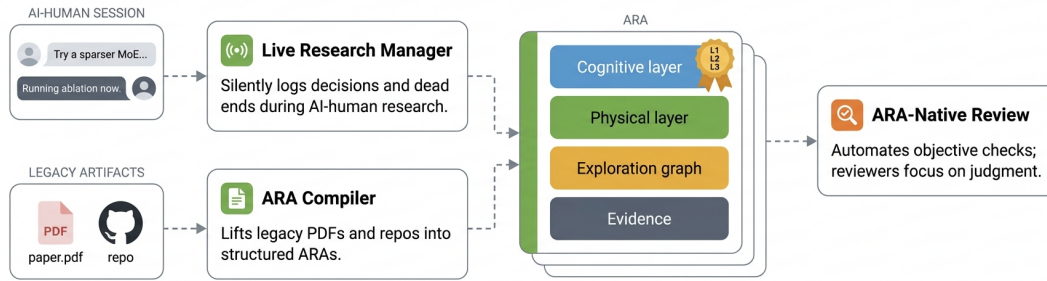 AI-HUMAN SESSION
Try a sparser MoE...
Running ablation now.
Live Research Manager
Silently logs decisions and dead
ends during AI-human research.
LEGACY ARTIFACTS
PDF
paper.pdf
repo
ARA Compiler
Lifts legacy PDFs and repos into
structured ARAs.
ARA
Cognitive layer
L1
L2
L3
Physical layer
Exploration graph
Evidence
ARA-Native Review
Automates objective checks;
reviewers focus on judgment.